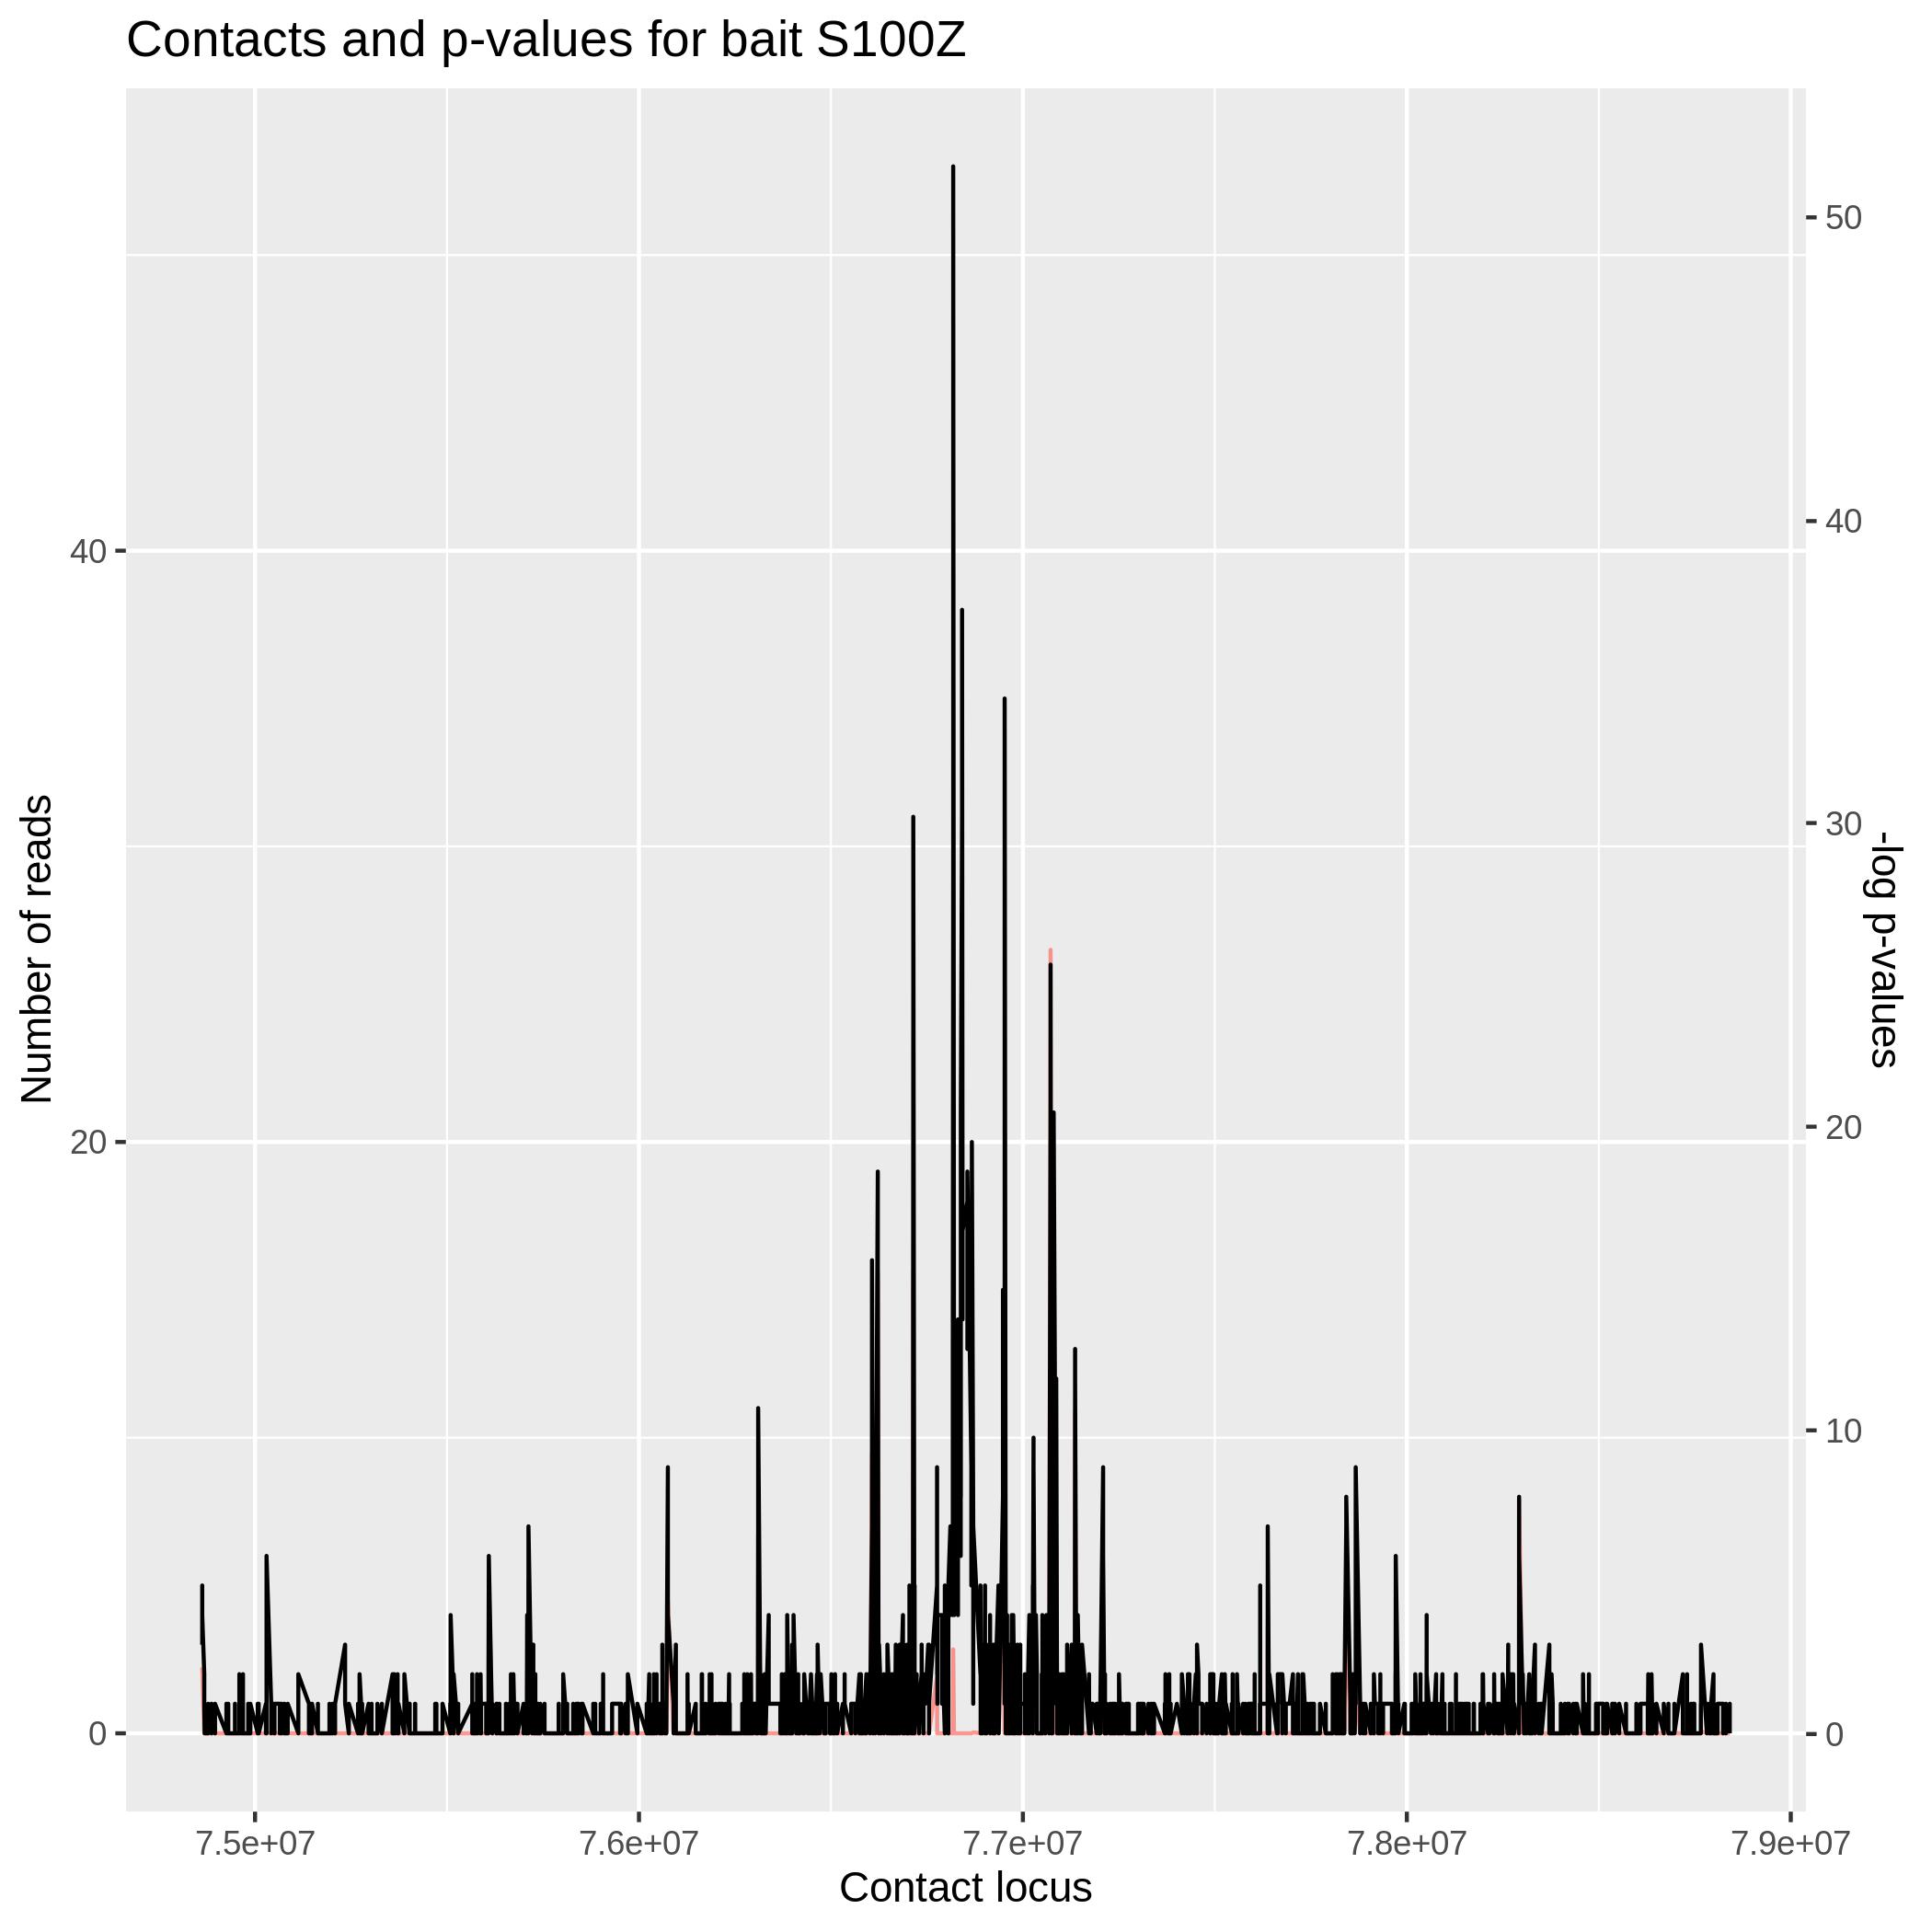 Contacts and p-values for bait S100Z
Number of reads
40
20
0
50
40
30
20
10
0
-log p-values
7.5e+07 7.6e+07 7.7e+07 7.8e+07 7.9e+07
Contact locus